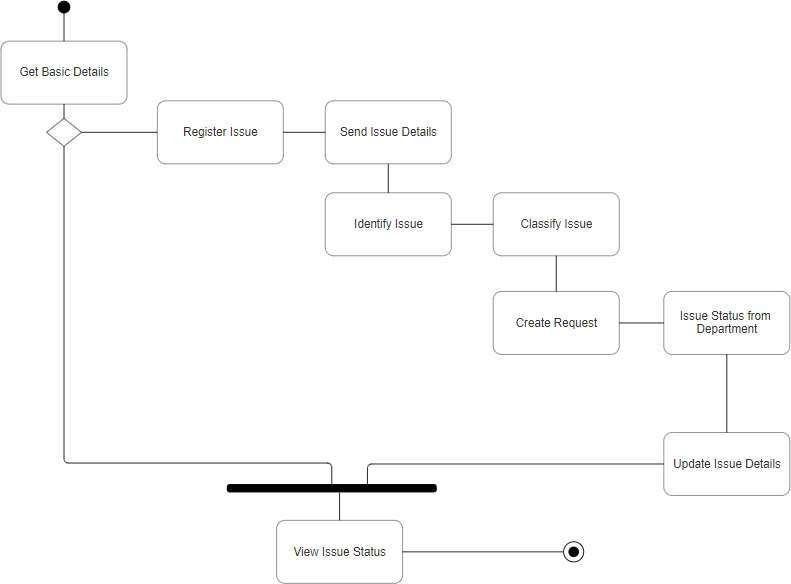 Get Basic Details
Register Issue
Send Issue Details
Identify Issue
Classify Issue
Create Request
Issue Status from
Department
Update Issue Details
View Issue Status